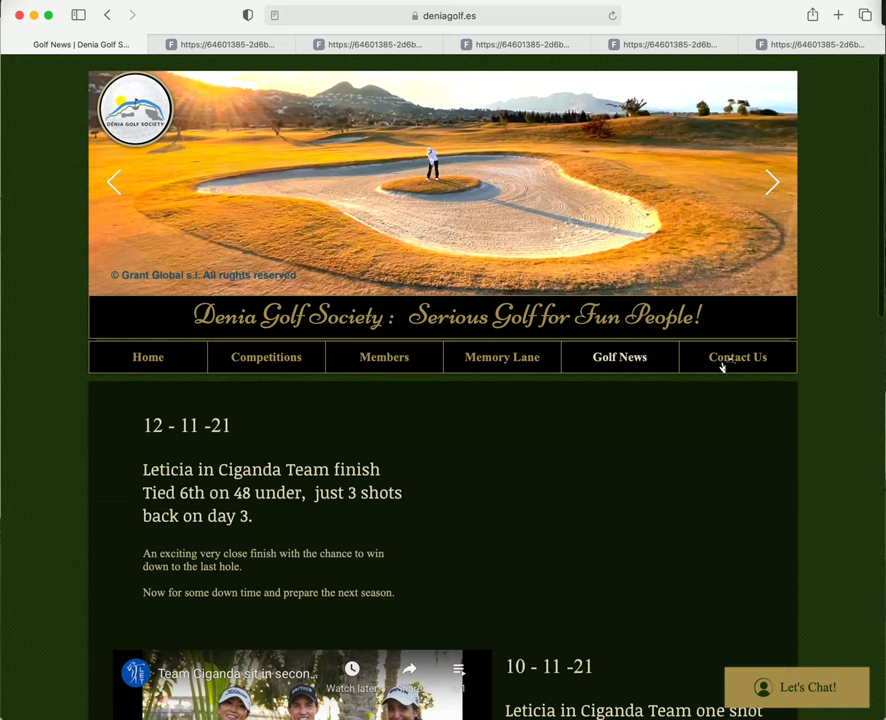 deniagolf.es
Golf News | Denia Golf S...
https://64601385-2d6b...
https://64601385-2d6b...
https://64601385-2d6b...
https://64601385-2d6b...
https://64601385-2d6b...
DÉNIA GOLF SOCIETY
© Grant Global s.l. All rughts reserved
Denia Golf Society : Serious Golf for Fun People!
Home
Competitions
Members
Memory Lane
Golf News
Contact Us
12 - 11 -21
Leticia in Ciganda Team finish
Tied 6th on 48 under, just 3 shots
back on day 3.
An exciting very close finish with the chance to win
down to the last hole.
Now for some down time and prepare the next season.
Team Ciganda sit in secon...
Watch later
Share
10 - 11 -21
Leticia in Ciganda Team one shot
Let's Chat!